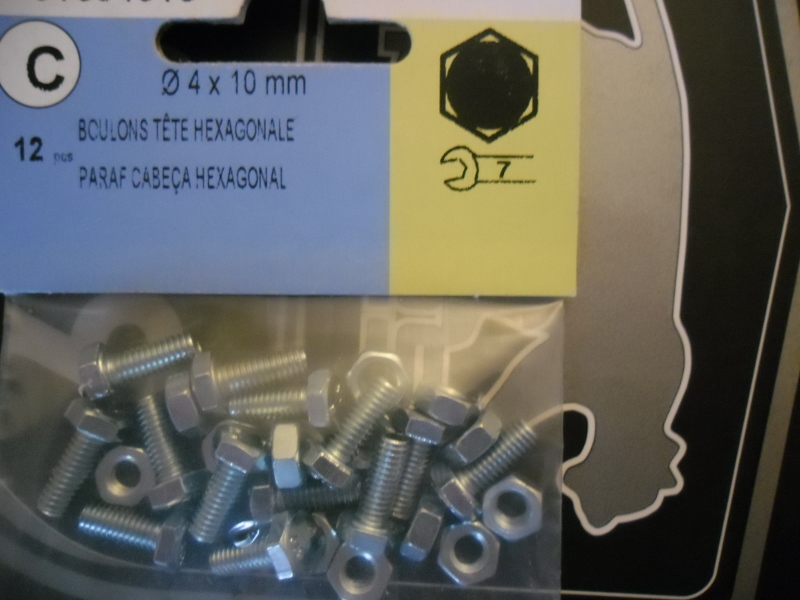 C
Ø 4 x 10 mm
BOULONS TÊTE HEXAGONALE
12 pcs
PARAF CABEÇA HEXAGONAL
7